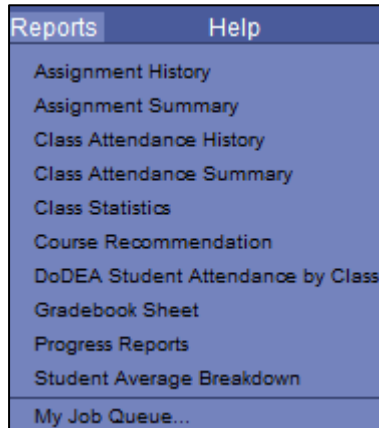 Reports Help
Assignment History
Assignment Summary
Class Attendance History
Class Attendance Summary
Class Statistics
Course Recommendation
DoDEA Student Attendance by Class
Gradebook Sheet
Progress Reports
Student Average Breakdown
My Job Queue...